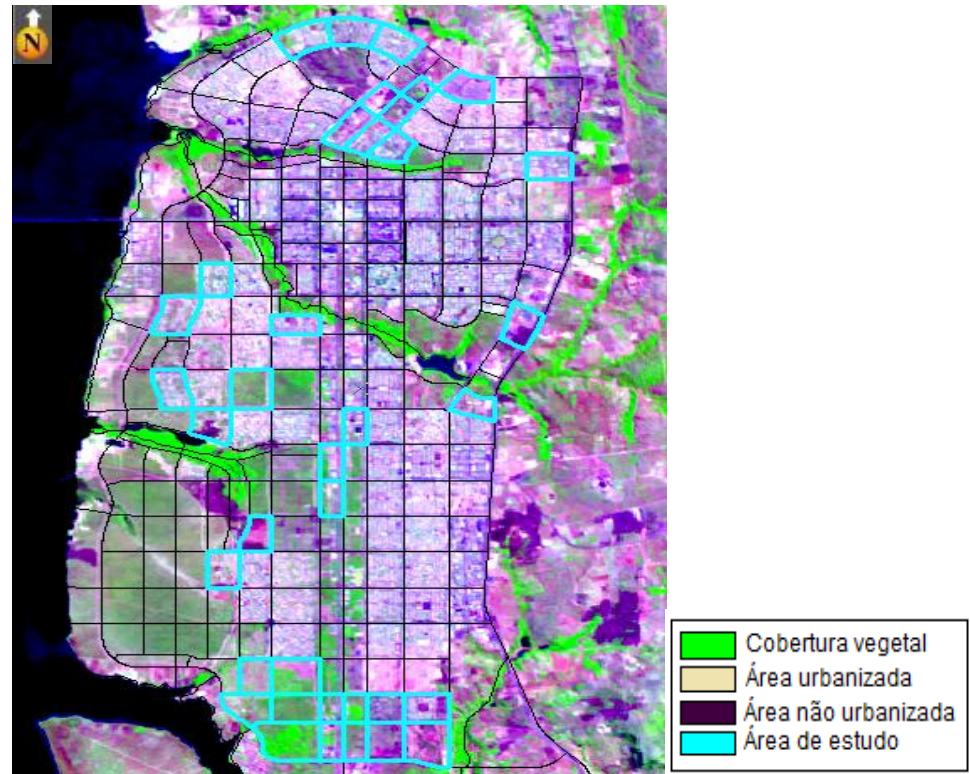 N
Cobertura vegetal
Área urbanizada
Área não urbanizada
Área de estudo